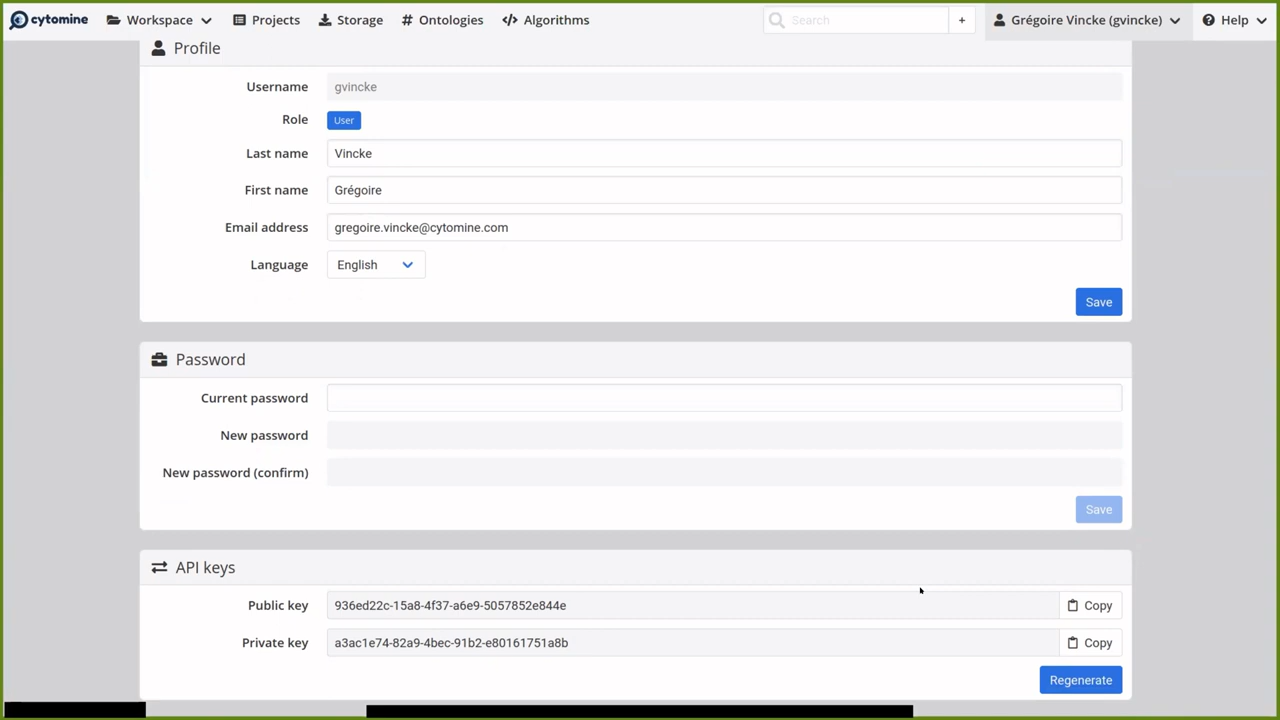 cytomine Workspace Projects Storage Ontologies Algorithms Search + Grégoire Vincke (gvincke) Help
Profile
Username gvincke
Role User
Last name Vincke
First name Grégoire
Email address gregoire.vincke@cytomine.com
Language English
Save
Password
Current password
New password
New password (confirm)
Save
API keys
Public key 936ed22c-15a8-4f37-a6e9-5057852e844e Copy
Private key a3ac1e74-82a9-4bec-91b2-e80161751a8b Copy
Regenerate